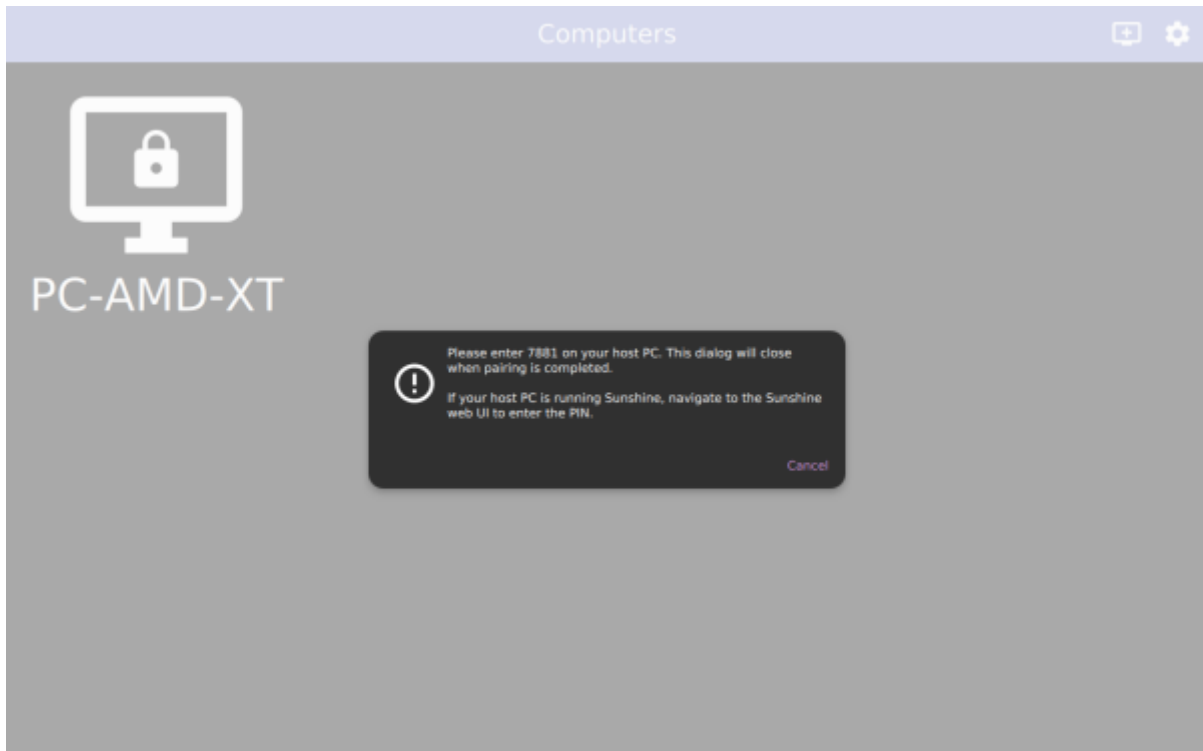 Computers
PC-AMD-XT
Please enter 7881 on your host PC. This dialog will close
when pairing is completed.
If your host PC is running Sunshine, navigate to the Sunshine
web UI to enter the PIN.
Cancel